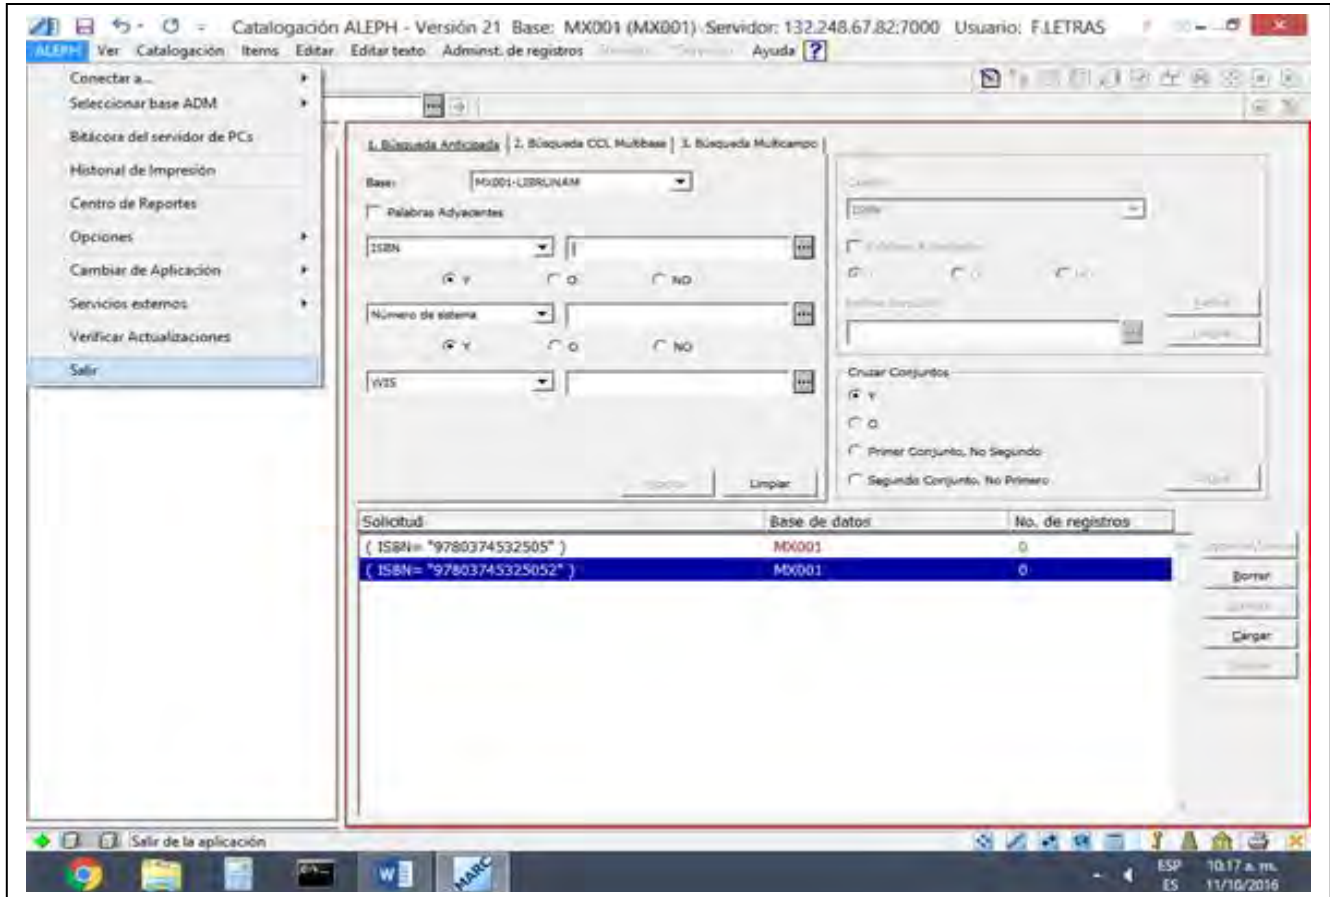 Catalogación ALEPH - Versión 21 Base: MX001 (MX001) Servidor: 132.248.67.82:7000 Usuario: F.LETRAS
ALEPH Ver Catalogación Items Editar Editar texto Adminst. de registros Ayuda ?
Conectar a...
Seleccionar base ADM
Bitácora del servidor de PCs
Historial de Impresión
Centro de Reportes
Opciones
Cambiar de Aplicación
Servicios externos
Verificar Actualizaciones
Salir
1. Búsqueda Anticipada 2. Búsqueda CCL Multibase 3. Búsqueda Multicampo
Base: MX001-LIBRUNAM
Palabras Adyacentes
ISBN
Y O NO
Número de sistema
Y O NO
WIS
Limpiar
ISBN
Cruzar Conjuntos
Y
O
Primer Conjunto, No Segundo
Segundo Conjunto, No Primero
Solicitud Base de datos No. de registros
( ISBN= "9780374532505" ) MX001 0
( ISBN= "97803745325052" ) MX001 0
Borrar
Cargar
Salir de la aplicación
W MARC
ESP 10:17 a. m.
ES 11/10/2016